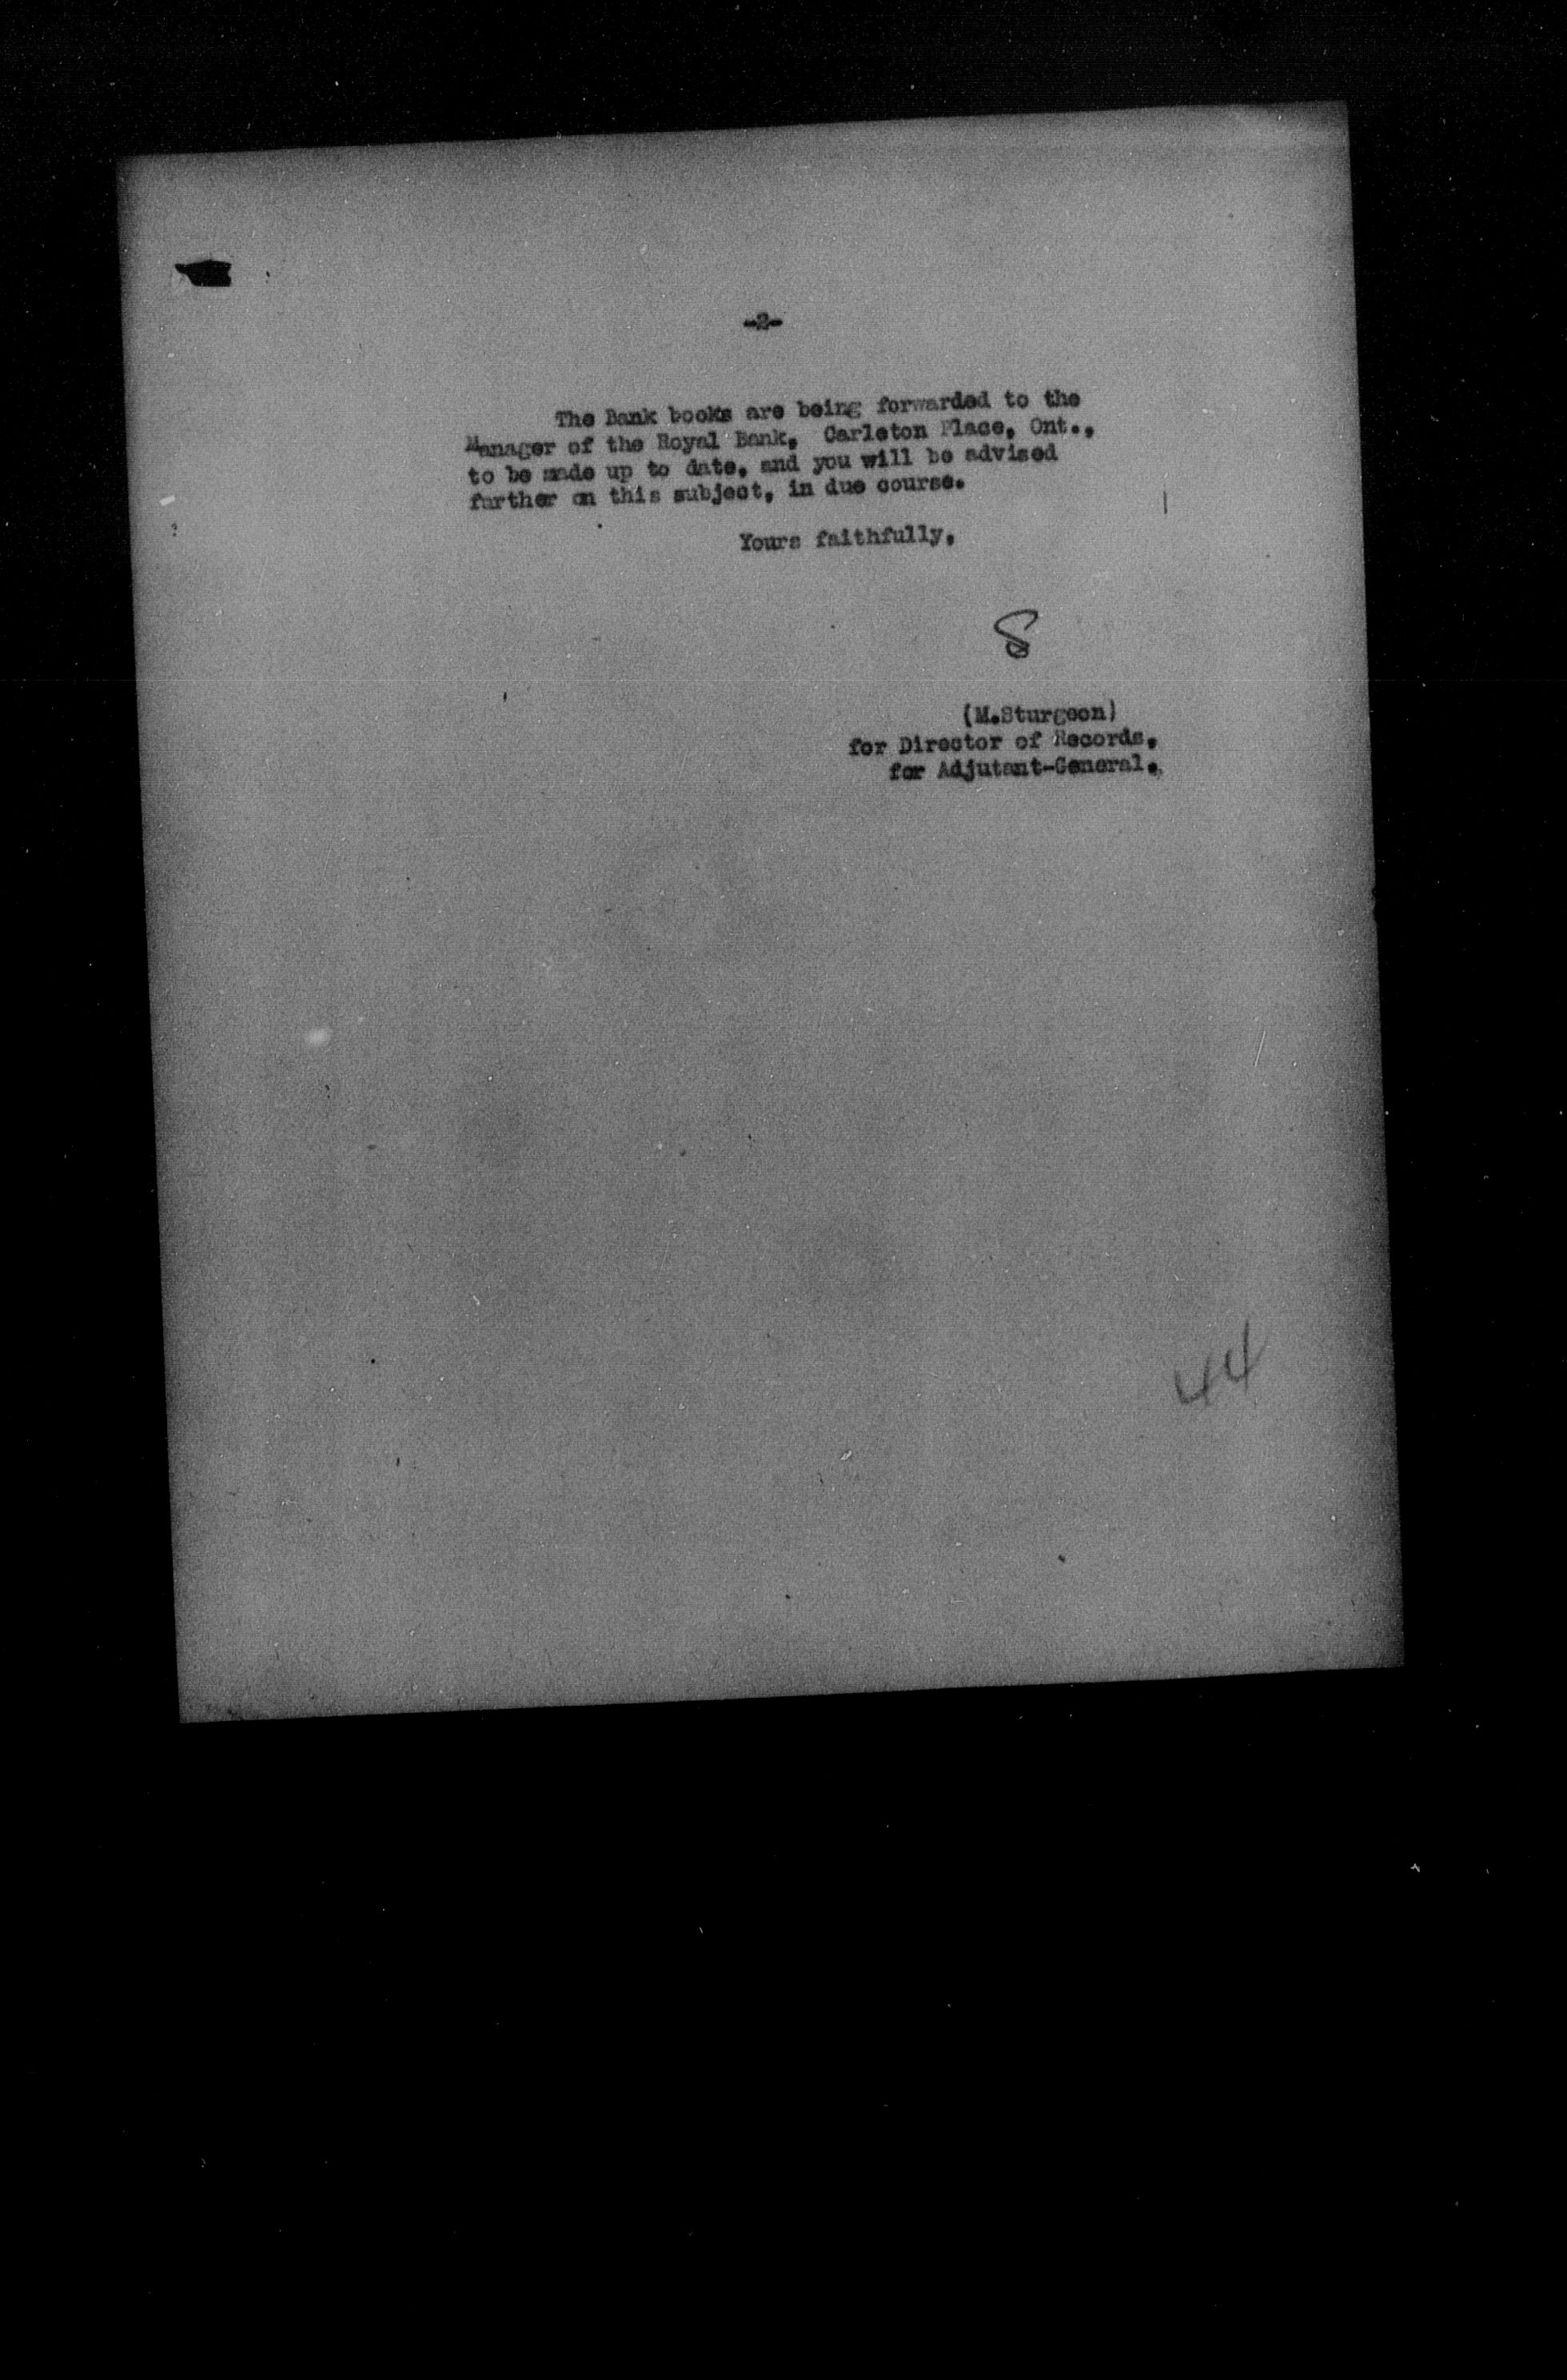 -2-
The Bank books are being forwarded to the
Manager of the Royal Bank, Carleton Place, Ont.,
to be made up to date, and you will be advised
further on this subject, in due course.
Yours faithfully,
S
(M.Sturgeon)
for Director of Records,
for Adjutant-General.
44